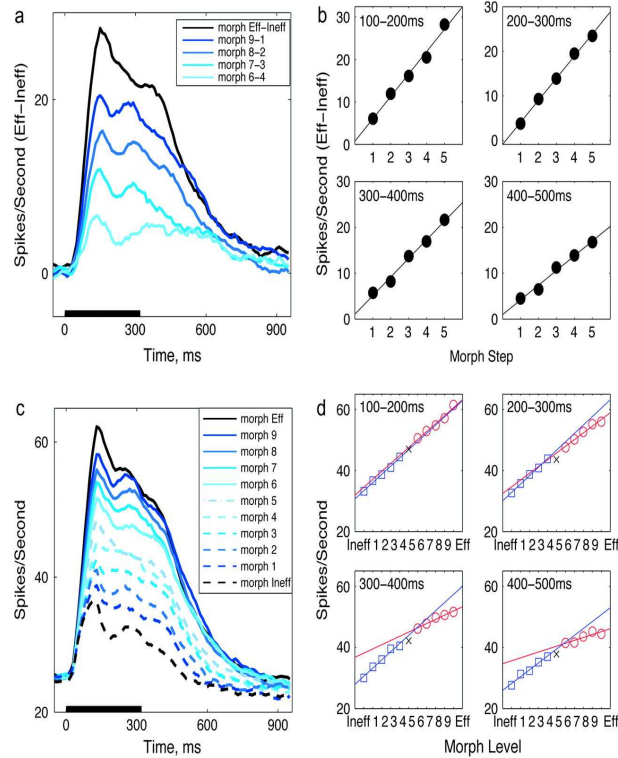 a
morph Eff-Ineff
morph 9-1
morph 8-2
morph 7-3
morph 6-4
20
0
0 300 600 900
Time, ms
Spikes/Second (Eff-Ineff)
b
100-200ms
30
20
10
0
1 2 3 4 5
200-300ms
30
20
10
0
1 2 3 4 5
300-400ms
30
20
10
0
1 2 3 4 5
400-500ms
30
20
10
0
1 2 3 4 5
Spikes/Second (Eff-Ineff)
Morph Step
c
morph Eff
morph 9
morph 8
morph 7
morph 6
morph 5
morph 4
morph 3
morph 2
morph 1
morph Ineff
60
40
20
0 300 600 900
Time, ms
Spikes/Second
d
100-200ms
60
40
20
Ineff 1 2 3 4 5 6 7 8 9 Eff
200-300ms
60
40
20
Ineff 1 2 3 4 5 6 7 8 9 Eff
300-400ms
60
40
20
Ineff 1 2 3 4 5 6 7 8 9 Eff
400-500ms
60
40
20
Ineff 1 2 3 4 5 6 7 8 9 Eff
Spikes/Second
Morph Level